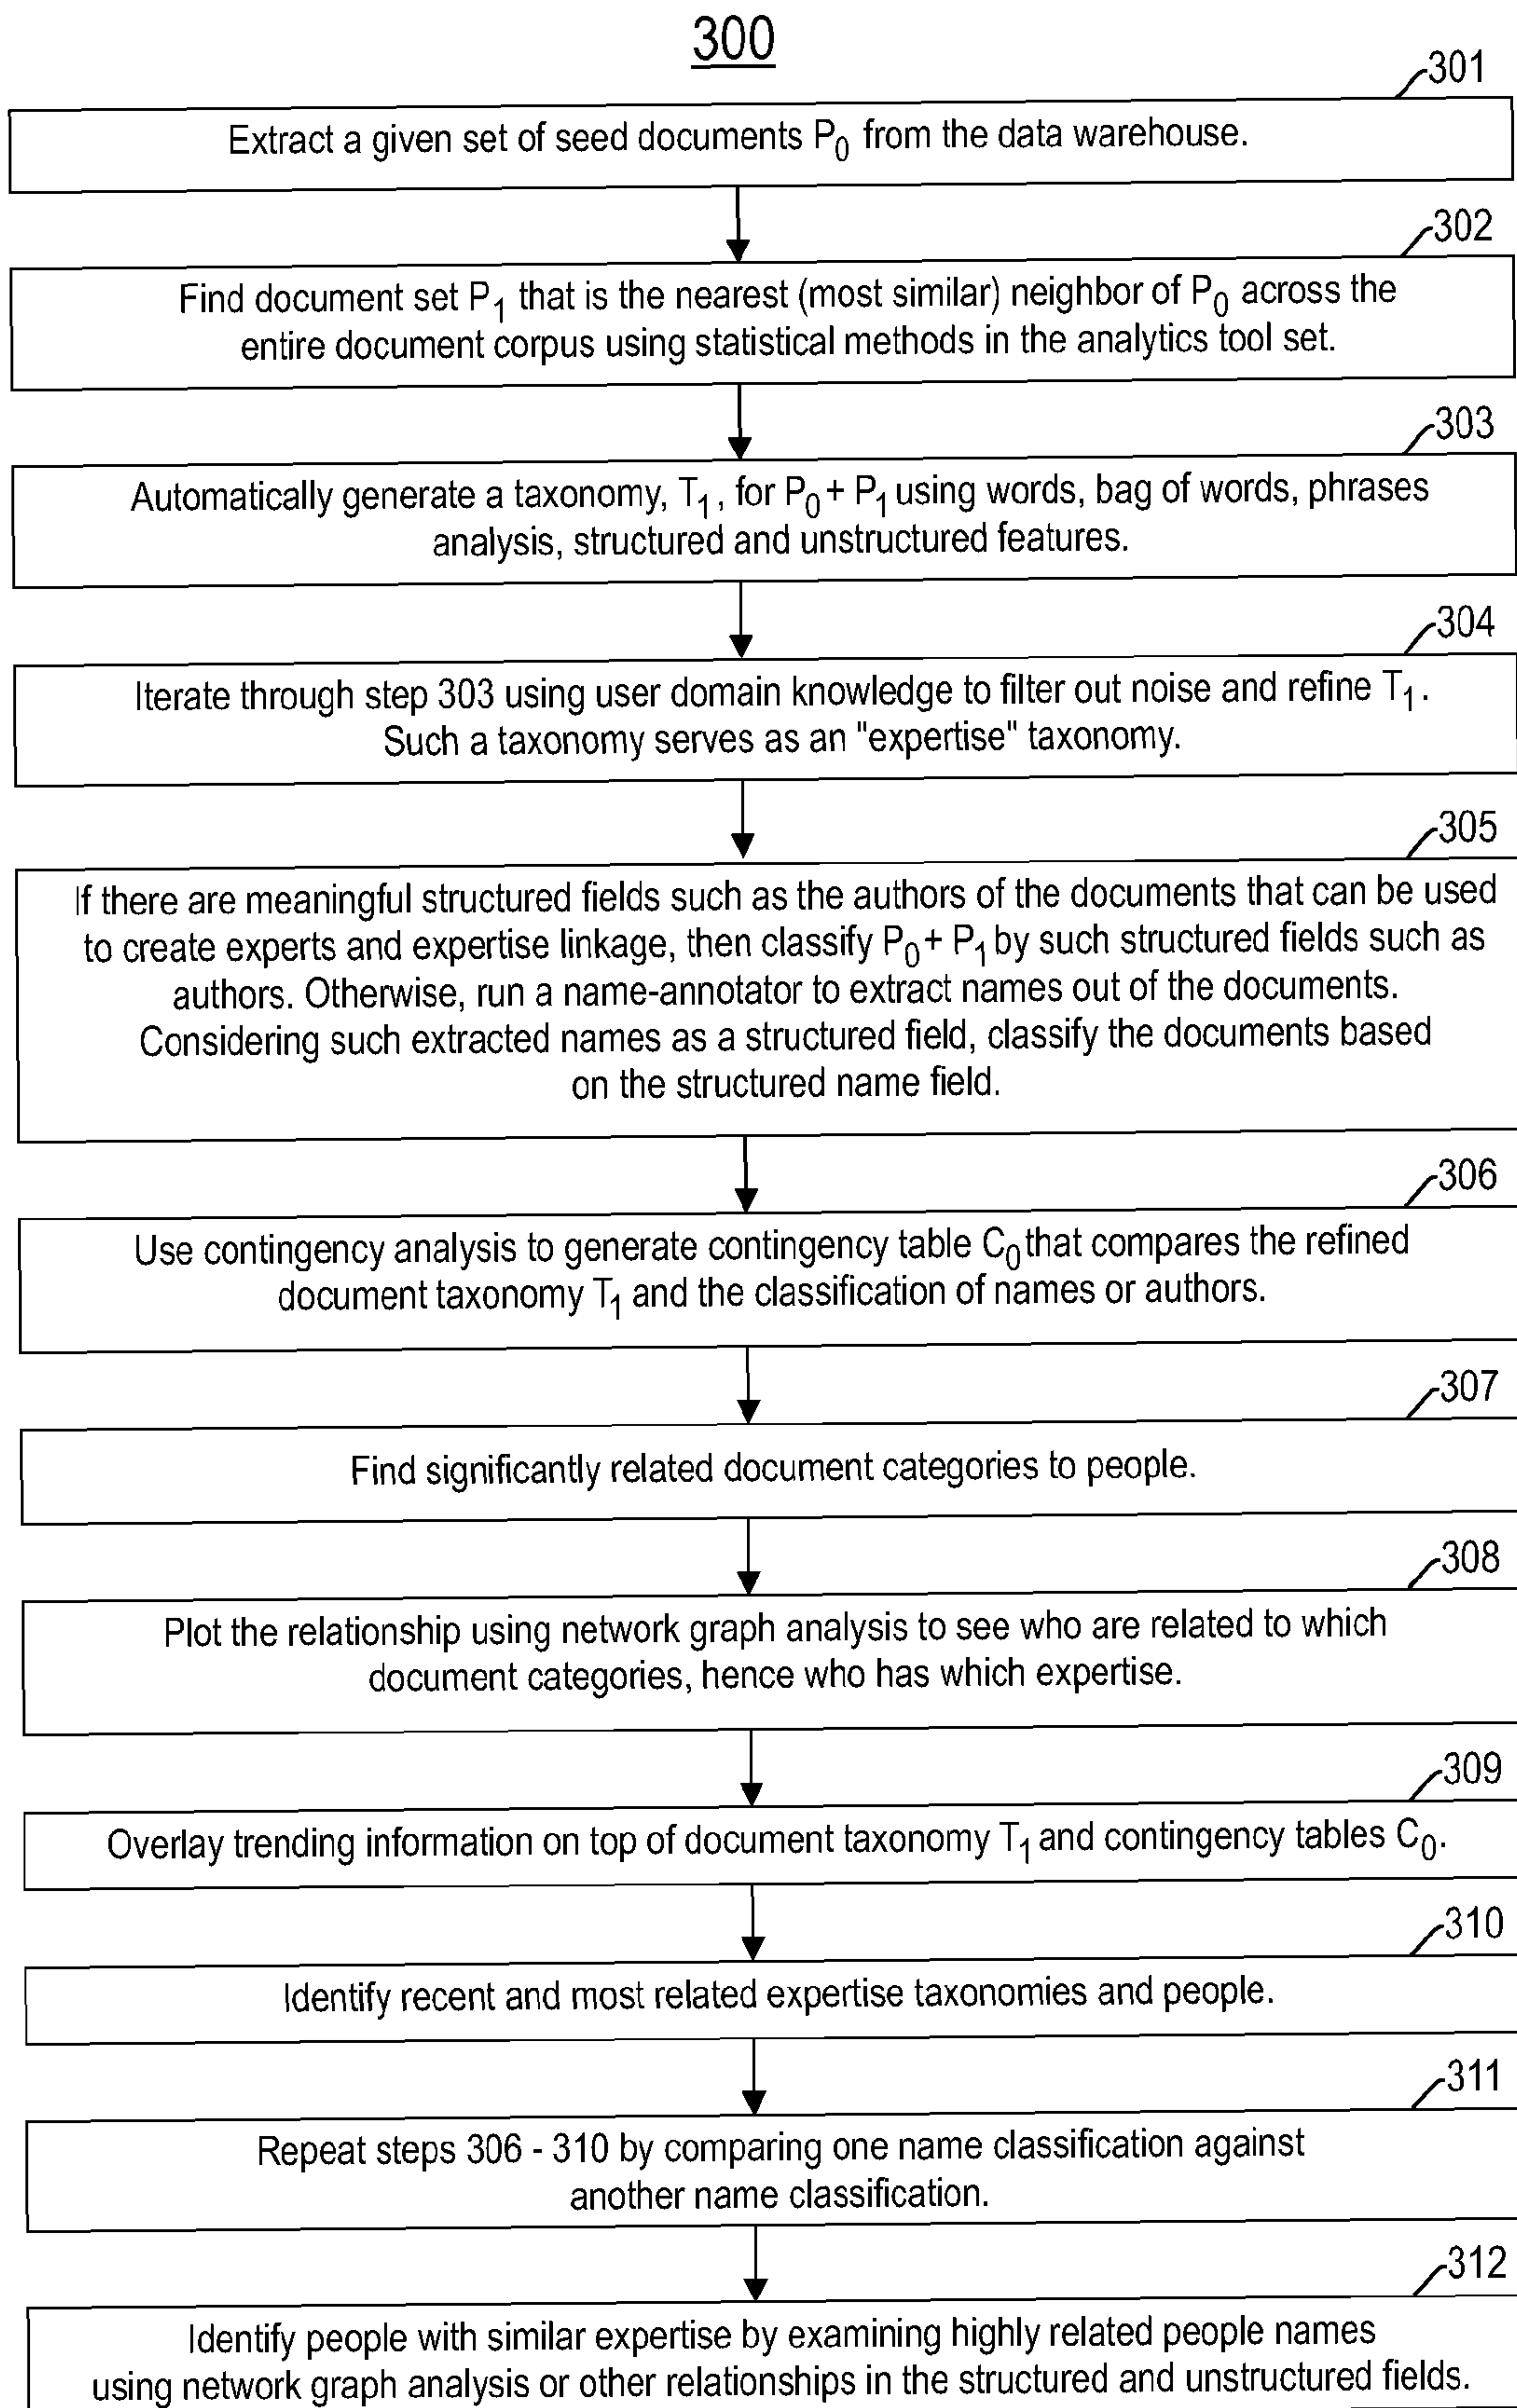 300
301
Extract a given set of seed documents P₀ from the data warehouse.
302
Find document set P₁ that is the nearest (most similar) neighbor of P₀ across the
entire document corpus using statistical methods in the analytics tool set.
303
Automatically generate a taxonomy, T₁, for P₀ + P₁ using words, bag of words, phrases
analysis, structured and unstructured features.
304
Iterate through step 303 using user domain knowledge to filter out noise and refine T₁.
Such a taxonomy serves as an "expertise" taxonomy.
305
If there are meaningful structured fields such as the authors of the documents that can be used
to create experts and expertise linkage, then classify P₀ + P₁ by such structured fields such as
authors. Otherwise, run a name-annotator to extract names out of the documents.
Considering such extracted names as a structured field, classify the documents based
on the structured name field.
306
Use contingency analysis to generate contingency table C₀ that compares the refined
document taxonomy T₁ and the classification of names or authors.
307
Find significantly related document categories to people.
308
Plot the relationship using network graph analysis to see who are related to which
document categories, hence who has which expertise.
309
Overlay trending information on top of document taxonomy T₁ and contingency tables C₀.
310
Identify recent and most related expertise taxonomies and people.
311
Repeat steps 306 - 310 by comparing one name classification against
another name classification.
312
Identify people with similar expertise by examining highly related people names
using network graph analysis or other relationships in the structured and unstructured fields.